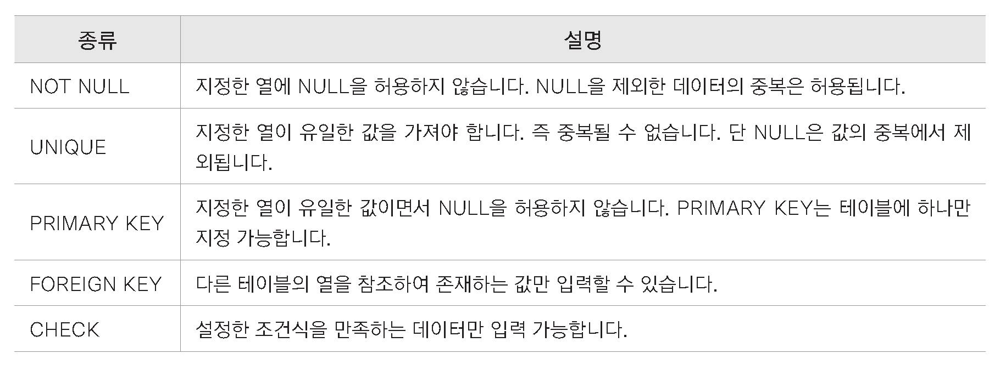 종류 설명
NOT NULL 지정한 열에 NULL을 허용하지 않습니다. NULL을 제외한 데이터의 중복은 허용됩니다.
UNIQUE 지정한 열이 유일한 값을 가져야 합니다. 즉 중복될 수 없습니다. 단 NULL은 값의 중복에서 제
외됩니다.
PRIMARY KEY 지정한 열이 유일한 값이면서 NULL을 허용하지 않습니다. PRIMARY KEY는 테이블에 하나만
지정 가능합니다.
FOREIGN KEY 다른 테이블의 열을 참조하여 존재하는 값만 입력할 수 있습니다.
CHECK 설정한 조건식을 만족하는 데이터만 입력 가능합니다.